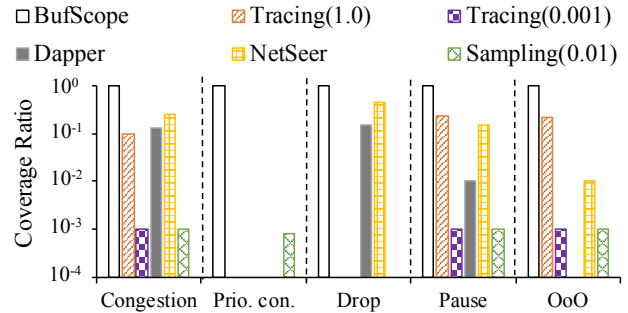 BufScope Tracing(1.0) Tracing(0.001)
Dapper NetSeer Sampling(0.01)
Coverage Ratio
10^0
10^-1
10^-2
10^-3
10^-4
Congestion Prio. con. Drop Pause OoO